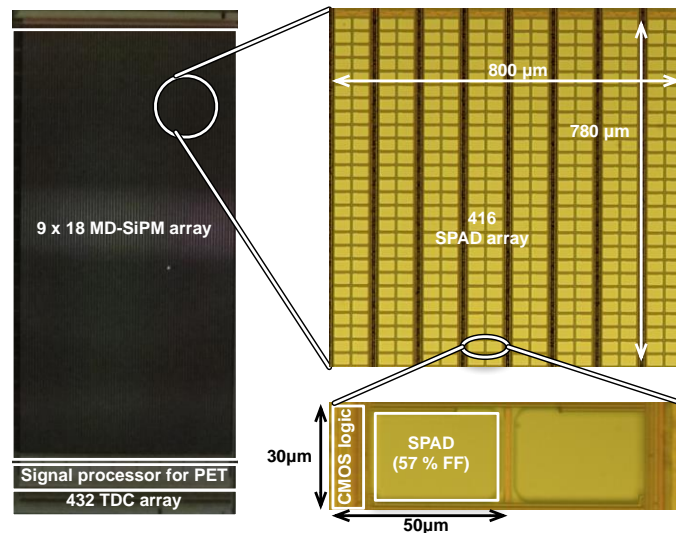 800 µm
780 µm
9 x 18 MD-SiPM array
416
SPAD array
Signal processor for PET
432 TDC array
30µm
CMOS logic
SPAD
(57 % FF)
50µm